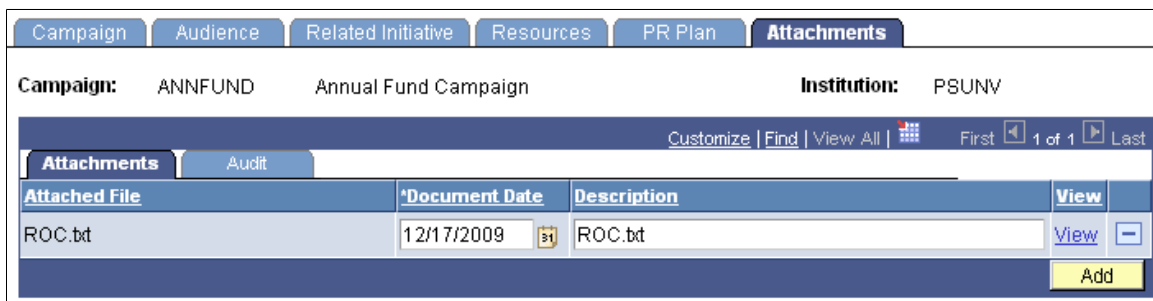 Campaign Audience Related Initiative Resources PR Plan Attachments
Campaign: ANNFUND Annual Fund Campaign Institution: PSUNV
Customize | Find | View All | First 1 of 1 Last
Attachments Audit
Attached File *Document Date Description View
ROC.txt 12/17/2009 31 ROC.txt View
Add